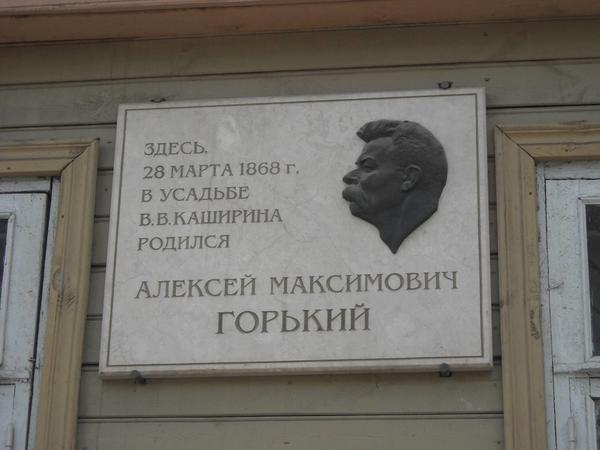 ЗДЕСЬ,
28 МАРТА 1868 г.
В УСАДЬБЕ
В.В.КАШИРИНА
РОДИЛСЯ
АЛЕКСЕЙ МАКСИМОВИЧ
ГОРЬКИЙ